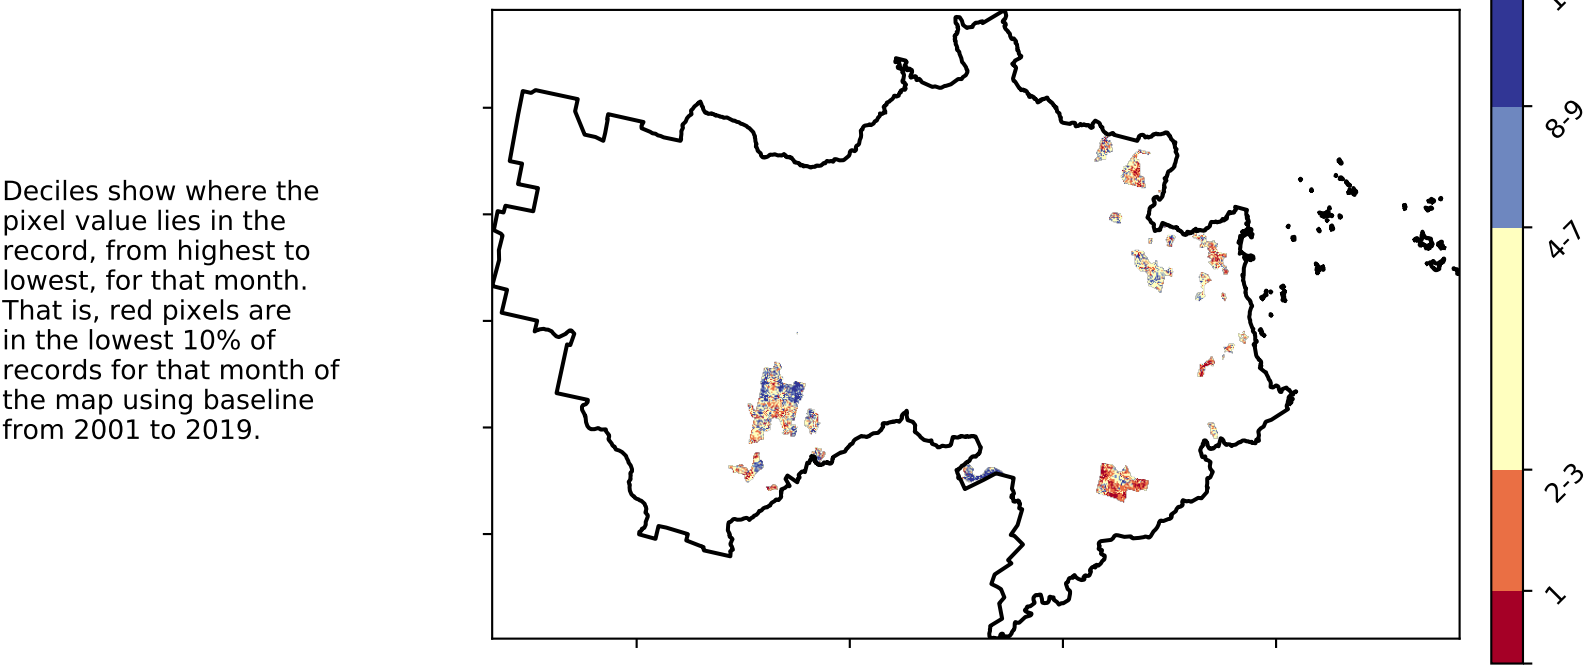 Deciles show where the
pixel value lies in the
record, from highest to
lowest, for that month.
That is, red pixels are
in the lowest 10% of
records for that month of
the map using baseline
from 2001 to 2019.
8-9
4-7
2-3
1